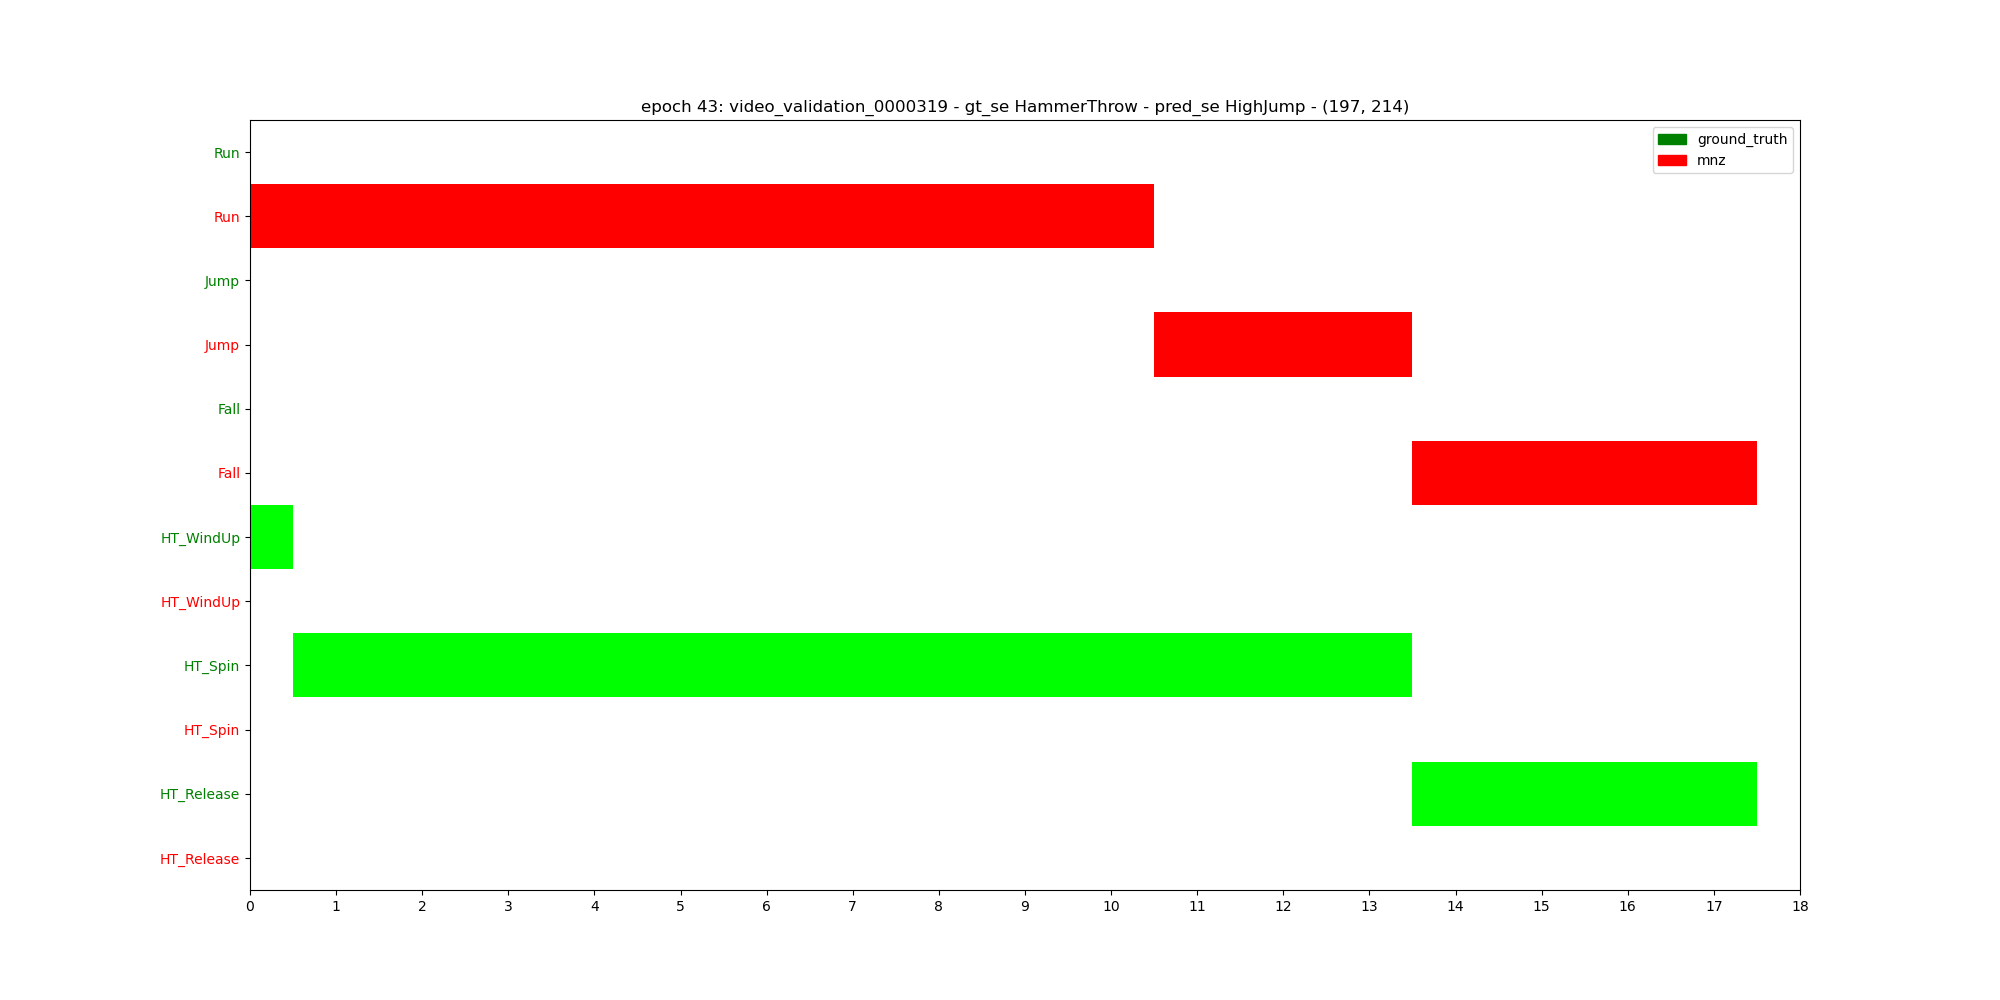 epoch 43: video_validation_0000319 - gt_se HammerThrow - pred_se HighJump - (197, 214)
ground_truth
mnz
Run
Run
Jump
Jump
Fall
Fall
HT_WindUp
HT_WindUp
HT_Spin
HT_Spin
HT_Release
HT_Release
0 1 2 3 4 5 6 7 8 9 10 11 12 13 14 15 16 17 18